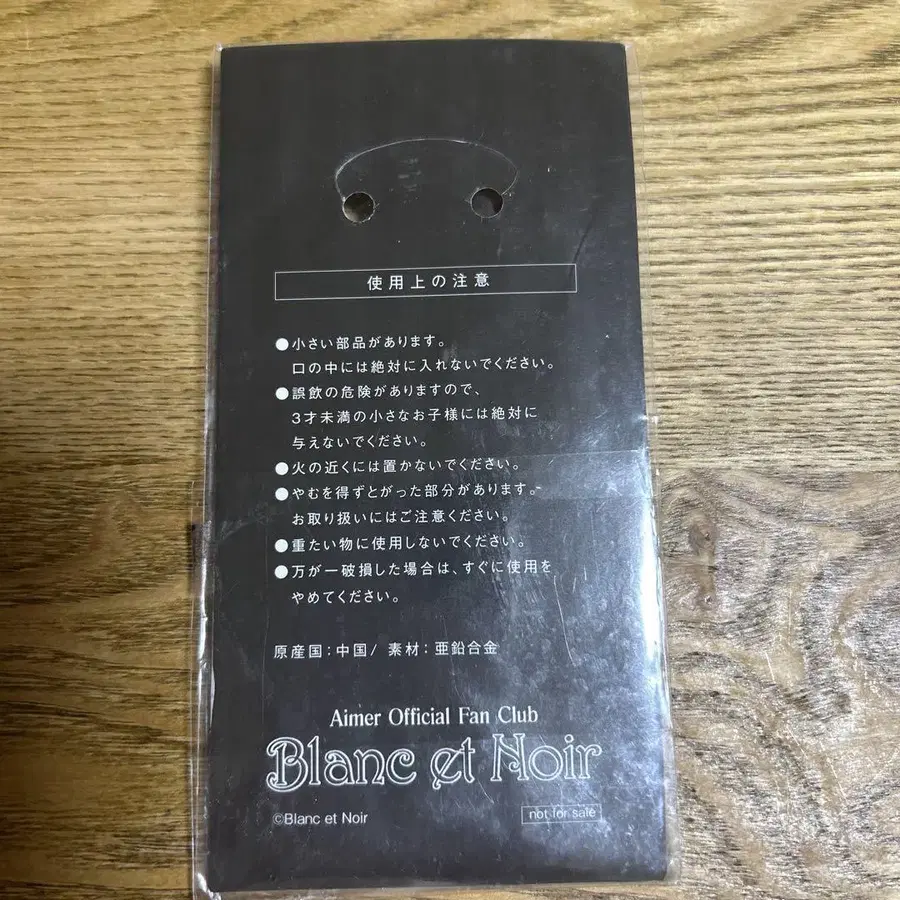 使用上の注意
●小さい部品があります。
口の中には絶対に入れないでください。
●誤飲の危険がありますので、
3才未満の小さなお子様には絶対に
与えないでください。
●火の近くには置かないでください。
●やむを得ずとがった部分があります。
お取り扱いにはご注意ください。
●重たい物に使用しないでください。
●万が一破損した場合は、すぐに使用を
やめてください。
原産国:中国/ 素材:亜鉛合金
Aimer Official Fan Club
Blanc et Noir
©Blanc et Noir
not for sale